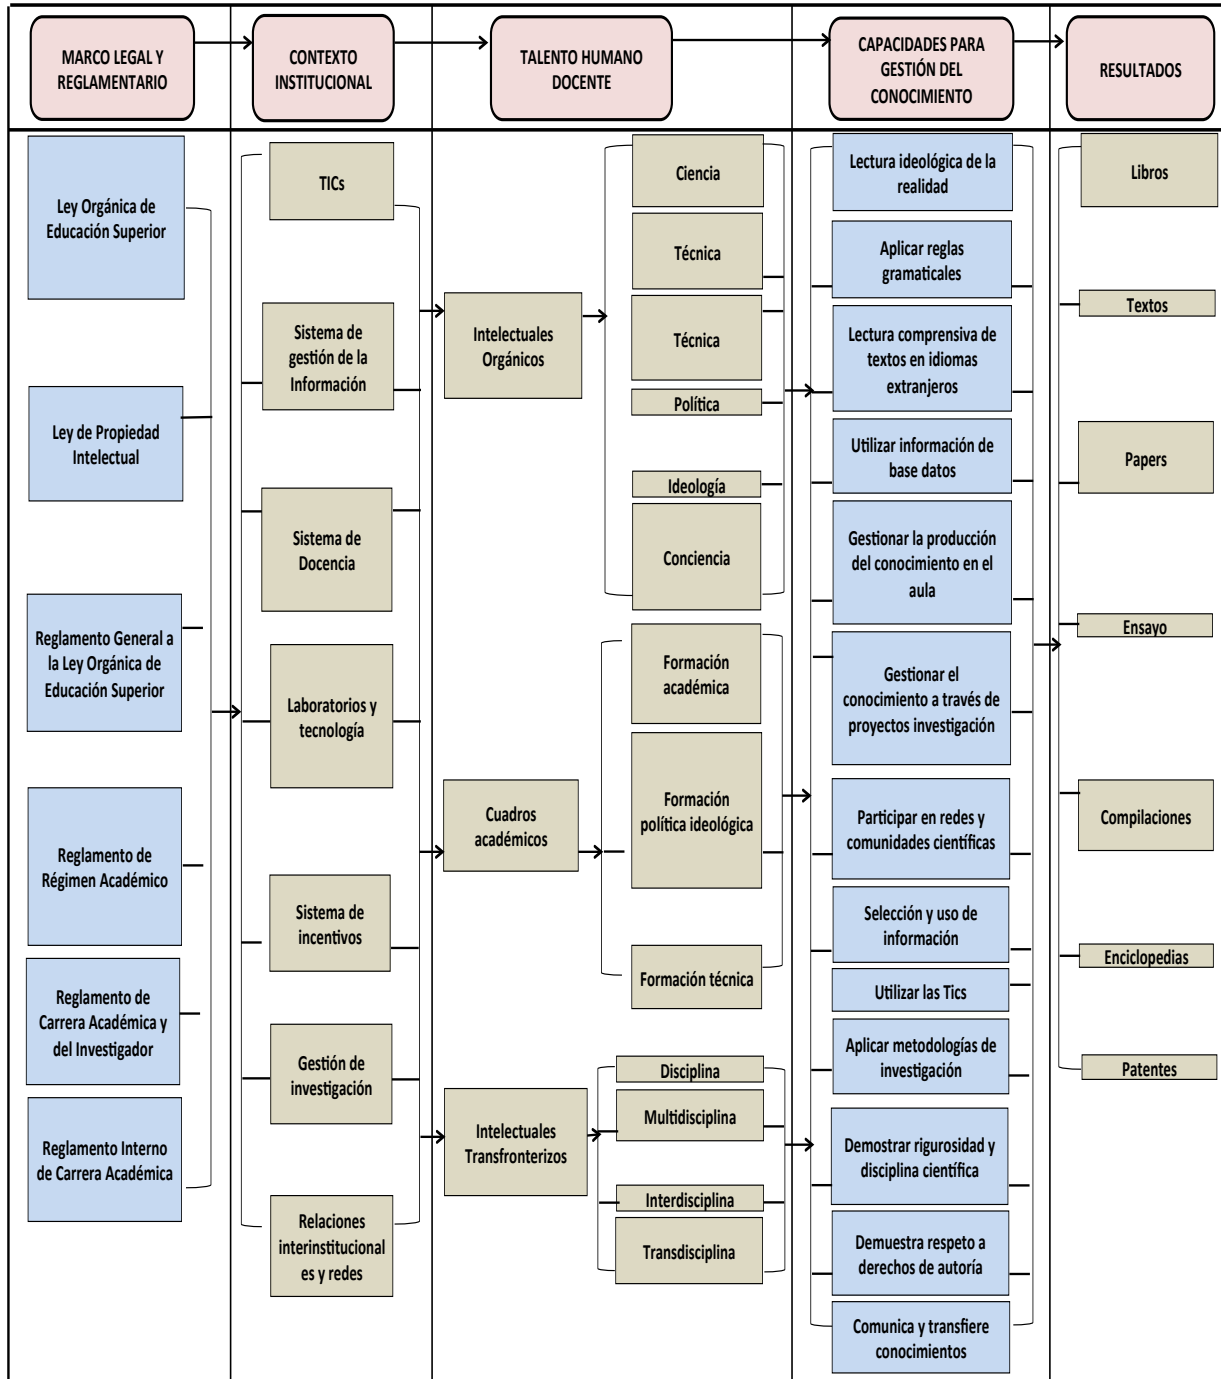 MARCO LEGAL Y
REGLAMENTARIO
CONTEXTO
INSTITUCIONAL
TALENTO HUMANO
DOCENTE
CAPACIDADES PARA
GESTIÓN DEL
CONOCIMIENTO
RESULTADOS
Ley Orgánica de
Educación Superior
Ley de Propiedad
Intelectual
Reglamento General a
la Ley Orgánica de
Educación Superior
Reglamento de
Régimen Académico
Reglamento de
Carrera Académica y
del Investigador
Reglamento Interno
de Carrera Académica
TICs
Sistema de
gestión de la
Información
Sistema de
Docencia
Laboratorios y
tecnología
Sistema de
incentivos
Gestión de
investigación
Relaciones
interinstitucional
es y redes
Intelectuales
Orgánicos
Cuadros
académicos
Intelectuales
Transfronterizos
Ciencia
Técnica
Técnica
Política
Ideología
Conciencia
Formación
académica
Formación
política ideológica
Formación técnica
Disciplina
Multidisciplina
Interdisciplina
Transdisciplina
Lectura ideológica de la
realidad
Aplicar reglas
gramaticales
Lectura comprensiva de
textos en idiomas
extranjeros
Utilizar información de
base datos
Gestionar la producción
del conocimiento en el
aula
Gestionar el
conocimiento a través de
proyectos investigación
Participar en redes y
comunidades científicas
Selección y uso de
información
Utilizar las Tics
Aplicar metodologías de
investigación
Demostrar rigurosidad y
disciplina científica
Demuestra respeto a
derechos de autoría
Comunica y transfiere
conocimientos
Libros
Textos
Papers
Ensayo
Compilaciones
Enciclopedias
Patentes